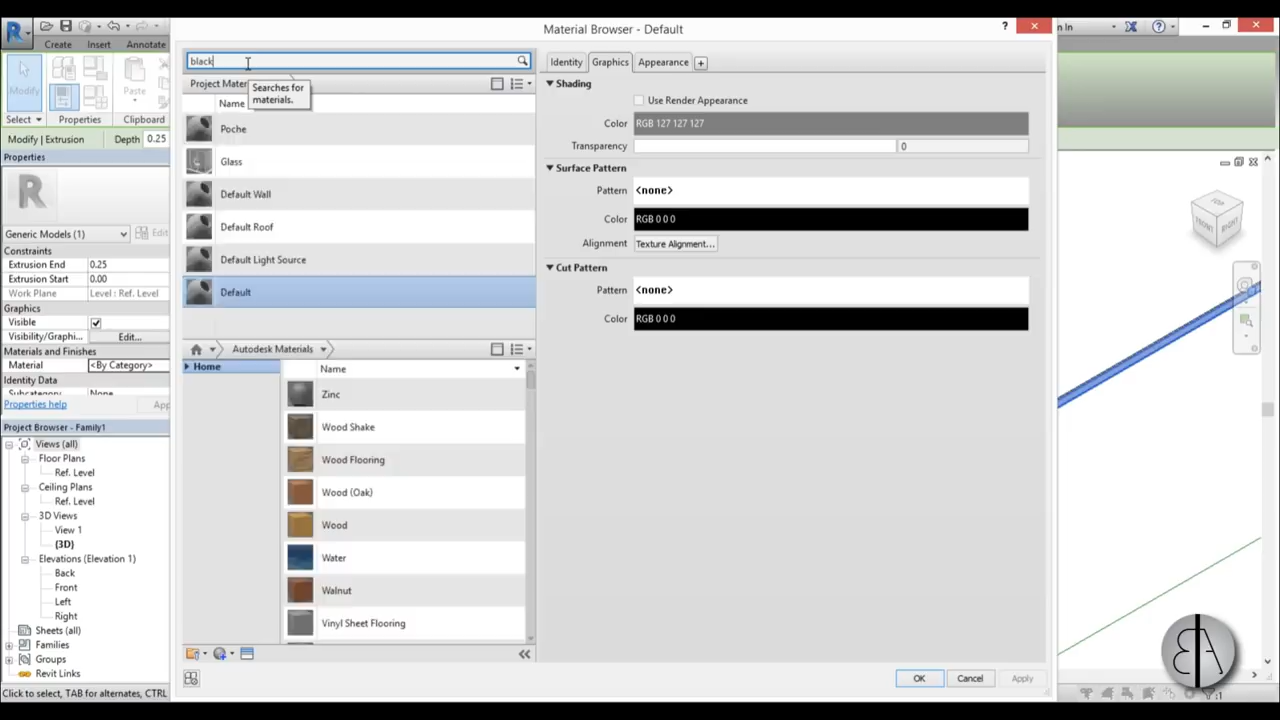 Material Browser - Default
Create
Insert
Annotate
Sign In
black
Searches for
materials.
Modify
Paste
Select
Properties
Clipboard
Modify | Extrusion
Depth
0.25
Properties
Generic Models (1)
Edit
Constraints
Extrusion End
0.25
Extrusion Start
0.00
Work Plane
Level : Ref. Level
Graphics
Visible
Visibility/Graphi...
Edit...
Materials and Finishes
Material
<By Category>
Identity Data
Properties help
Project Browser - Family1
Views (all)
Floor Plans
Ref. Level
Ceiling Plans
Ref. Level
3D Views
View 1
{3D}
Elevations (Elevation 1)
Back
Front
Left
Right
Sheets (all)
Families
Groups
Revit Links
Click to select, TAB for alternates, CTRL
Name
Poche
Glass
Default Wall
Default Roof
Default Light Source
Default
Autodesk Materials
Home
Name
Zinc
Wood Shake
Wood Flooring
Wood (Oak)
Wood
Water
Walnut
Vinyl Sheet Flooring
Identity
Graphics
Appearance
Shading
Use Render Appearance
Color
RGB 127 127 127
Transparency
0
Surface Pattern
Pattern
<none>
Color
RGB 0 0 0
Alignment
Texture Alignment...
Cut Pattern
Pattern
<none>
Color
RGB 0 0 0
OK
Cancel
Apply
TOP
FRONT
RIGHT
:1